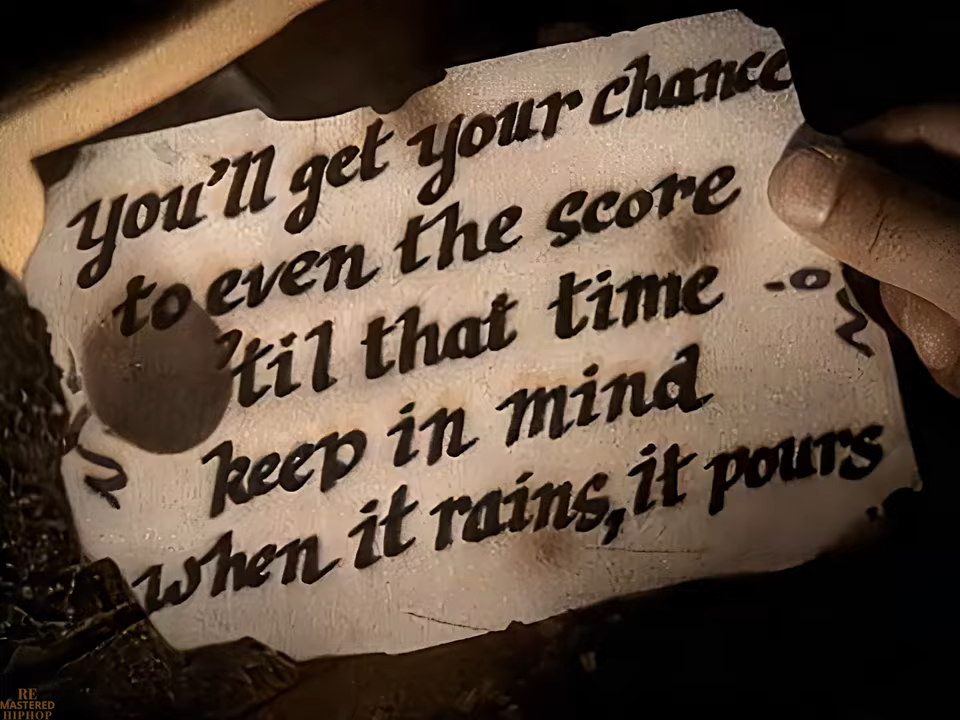 You'll get your chance
to even the score
'til that time
keep in mind
when it rains, it pours
RE
MASTERED
HIPHOP